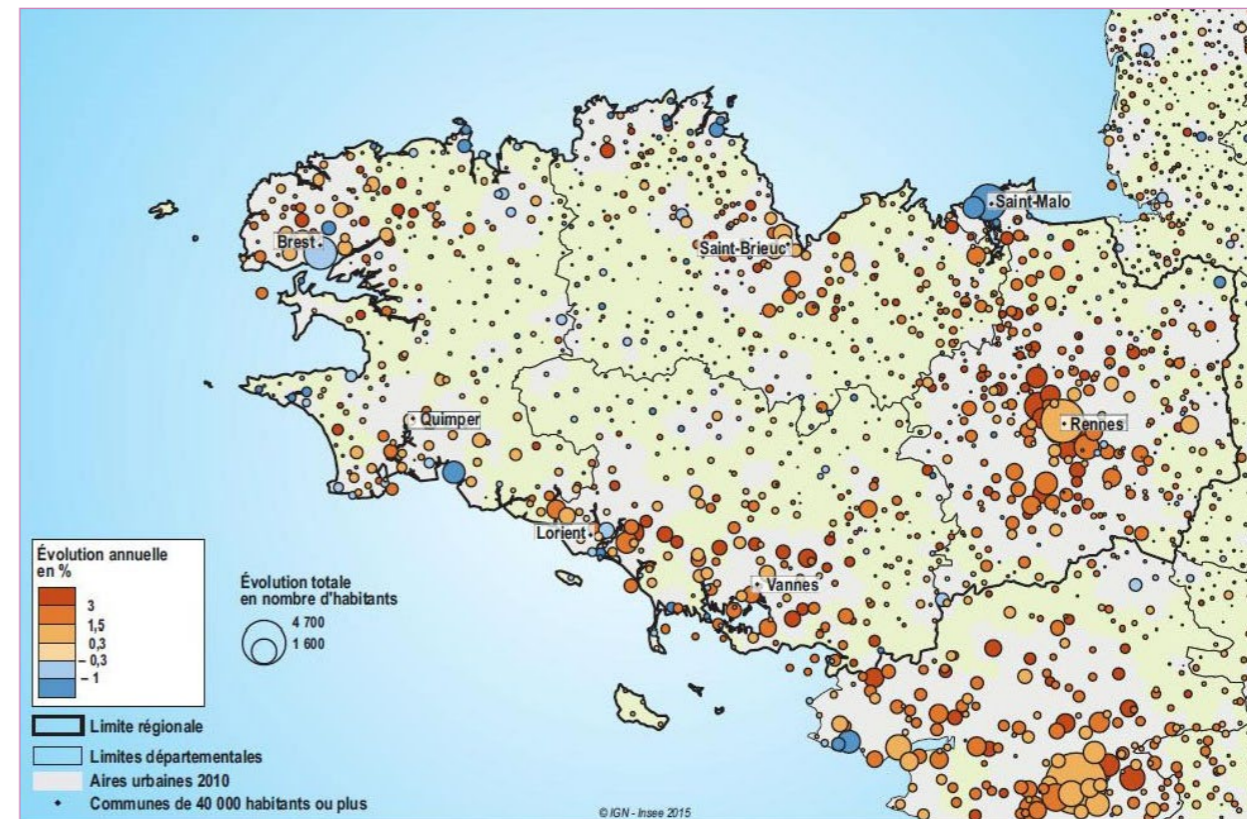 Saint-Malo
Brest
Saint-Brieuc
Quimper
Rennes
Lorient
Vannes
Évolution annuelle
en %
3
1,5
0,3
– 0,3
– 1
Évolution totale
en nombre d'habitants
4 700
1 600
Limite régionale
Limites départementales
Aires urbaines 2010
Communes de 40 000 habitants ou plus
© IGN - Insee 2015